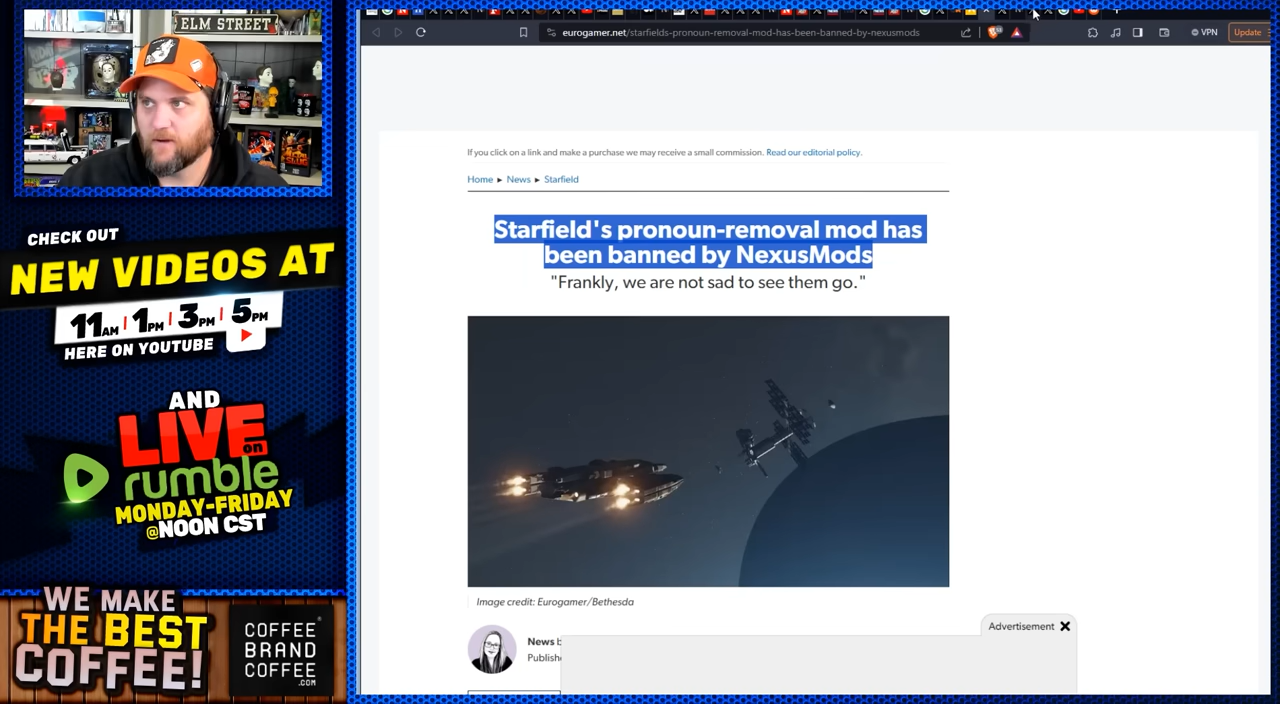 ELM STREET
CHECK OUT
NEW VIDEOS AT
11AM | 1PM | 3PM | 5PM
HERE ON YOUTUBE
AND
LIVE on
rumble
MONDAY-FRIDAY
@NOON CST
WE MAKE
THE BEST
COFFEE!
COFFEE
BRAND
COFFEE
.COM
eurogamer.net/starfields-pronoun-removal-mod-has-been-banned-by-nexusmods
VPN
Update
If you click on a link and make a purchase we may receive a small commission. Read our editorial policy.
Home ▸ News ▸ Starfield
Starfield's pronoun-removal mod has
been banned by NexusMods
"Frankly, we are not sad to see them go."
Image credit: Eurogamer/Bethesda
Advertisement
News